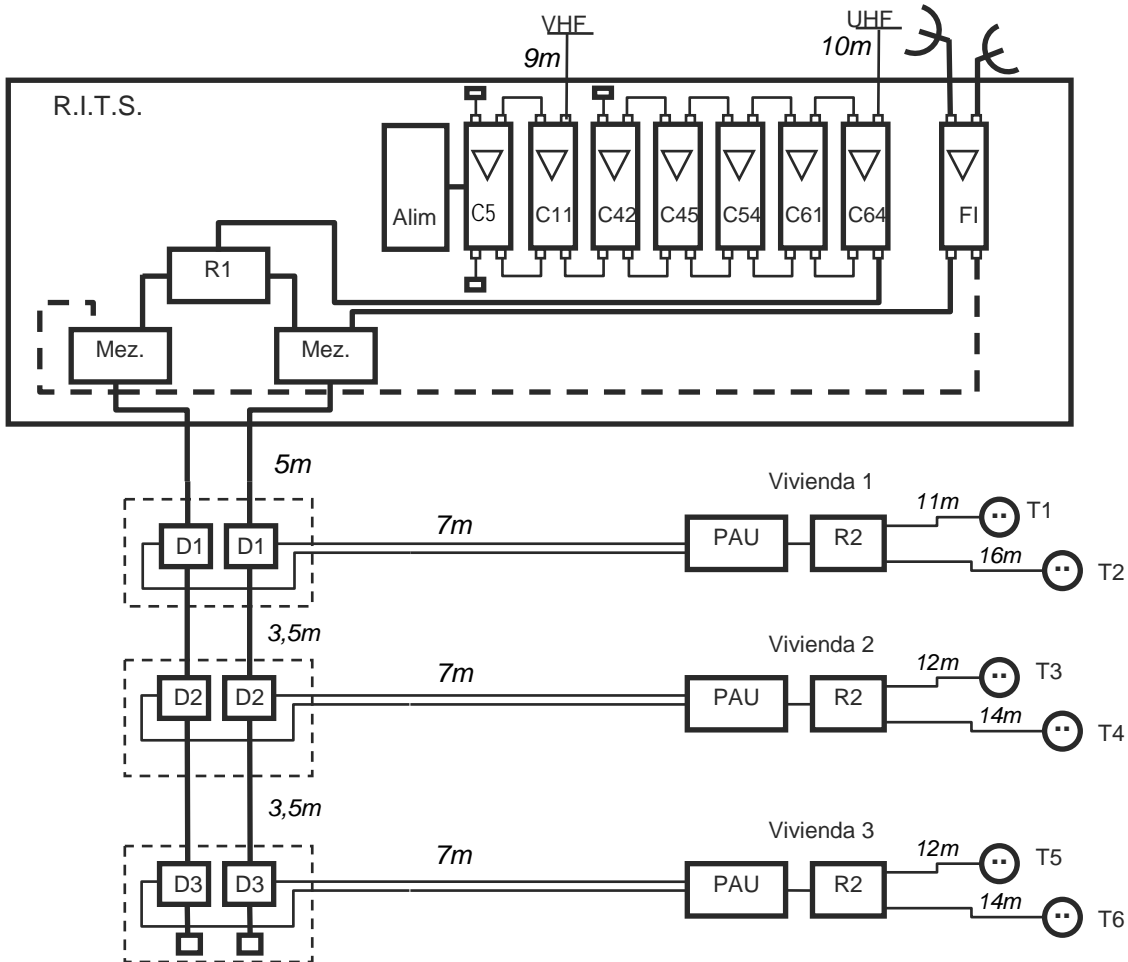 VHF
UHF
9m
10m
R.I.T.S.
Alim
C5
C11
C42
C45
C54
C61
C64
FI
R1
Mez.
Mez.
5m
Vivienda 1
7m
11m
T1
D1
D1
PAU
R2
16m
T2
3,5m
Vivienda 2
7m
12m
T3
D2
D2
PAU
R2
14m
T4
3,5m
Vivienda 3
7m
12m
T5
D3
D3
PAU
R2
14m
T6